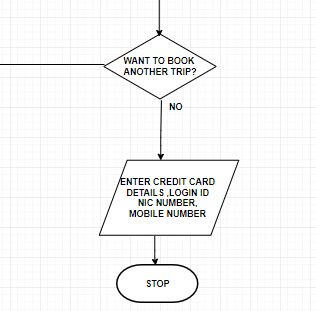 WANT TO BOOK
ANOTHER TRIP?
NO
ENTER CREDIT CARD
DETAILS ,LOGIN ID
NIC NUMBER,
MOBILE NUMBER
STOP